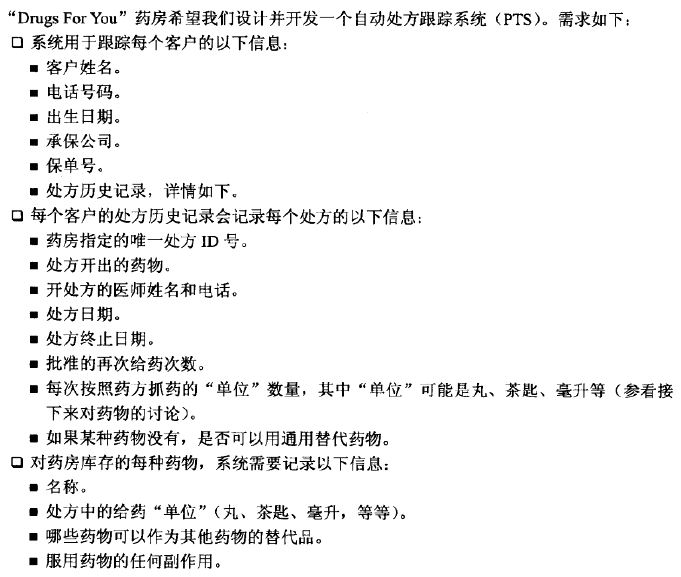 “Drugs For You”药房希望我们设计并开发一个自动处方跟踪系统（PTS）。需求如下：
❑ 系统用于跟踪每个客户的以下信息：
■ 客户姓名。
■ 电话号码。
■ 出生日期。
■ 承保公司。
■ 保单号。
■ 处方历史记录，详情如下。
❑ 每个客户的处方历史记录会记录每个处方的以下信息：
■ 药房指定的唯一处方 ID 号。
■ 处方开出的药物。
■ 开处方的医师姓名和电话。
■ 处方日期。
■ 处方终止日期。
■ 批准的再次给药次数。
■ 每次按照药方抓药的“单位”数量，其中“单位”可能是丸、茶匙、毫升等（参看接
下来对药物的讨论）。
■ 如果某种药物没有，是否可以用通用替代药物。
❑ 对药房库存的每种药物，系统需要记录以下信息：
■ 名称。
■ 处方中的给药“单位”（丸、茶匙、毫升，等等）。
■ 哪些药物可以作为其他药物的替代品。
■ 服用药物的任何副作用。